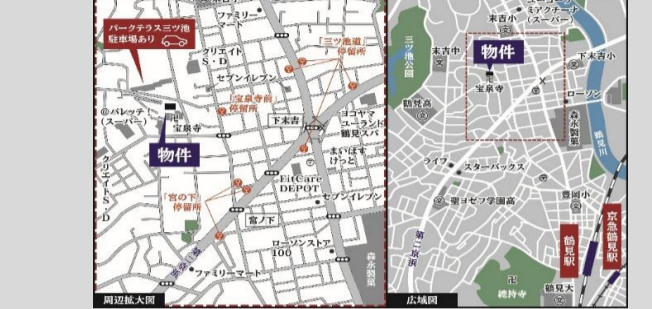 ファミリー
マート
パークテラス三ツ池
駐車場あり
クリエイト
S・D
「三ツ池道」
停留所
セブンイレブン
「宝泉寺前」
停留所
@パレッテ!
(スーパー)
宝泉寺
下末吉
ヨコヤマ
ユーランド
鶴見スパ
物件
まいばす
けっと
クリエイトS・D
FitCare
DEPOT
「宮の下」
停留所
セブンイレブン
宮ノ下
ローソンストア
100
ファミリーマート
森永製菓
周辺拡大図
ミアクチーナ
(スーパー)
末吉小
三ツ池公園
末吉中
物件
下末吉小
宝泉寺
ローソン
鶴見高
森永製菓
鶴見川
ライフ
スターバックス
聖ヨゼフ学園高
豊岡小
第二京浜
鶴見駅
京急鶴見駅
總持寺
鶴見大
広域図